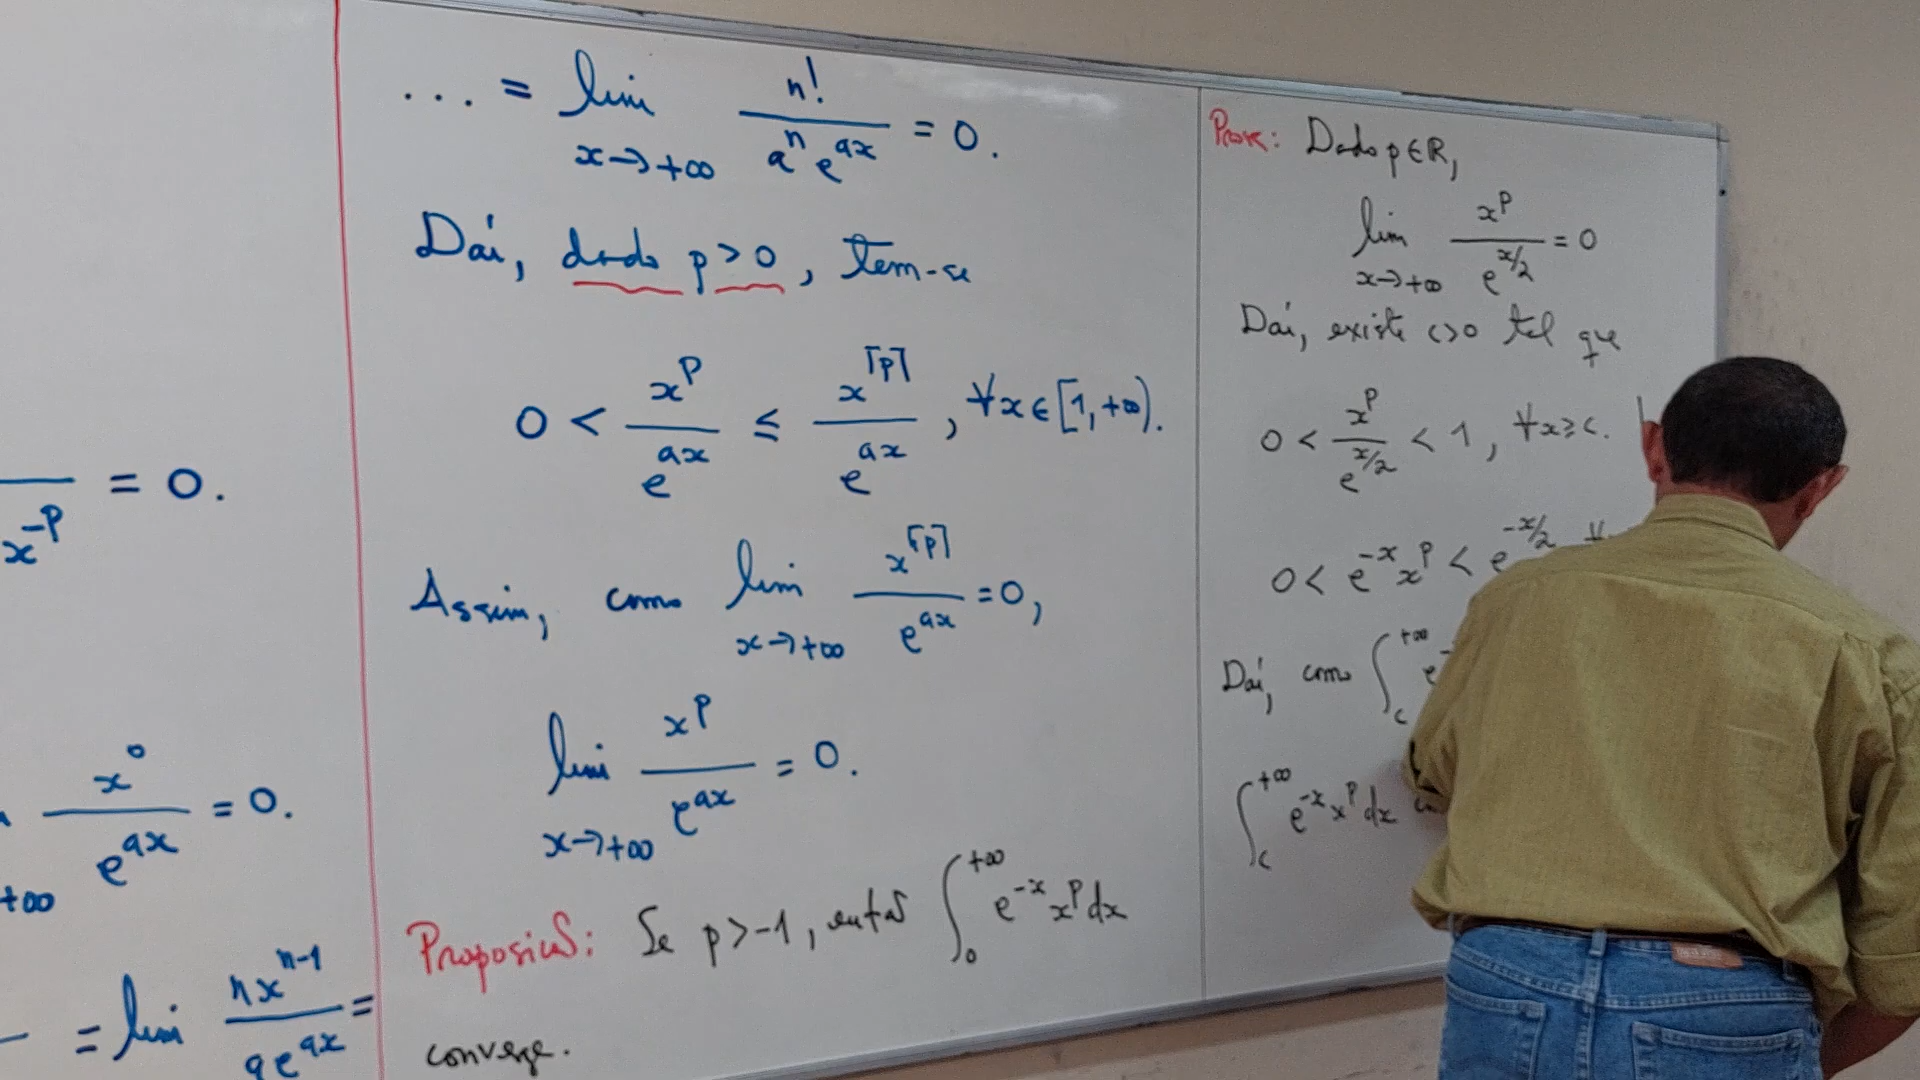 = 0.
x^{-p}
x^0 / e^{ax} = 0.
+∞
= lim nx^{n-1} / ae^{ax} =
... = lim_{x→+∞} n! / a^n e^{ax} = 0.
Daí, dado p>0, tem-se
0 < x^p / e^{ax} ≤ x^{⌈p⌉} / e^{ax}, ∀x∈[1,+∞).
Assim, como lim_{x→+∞} x^{⌈p⌉} / e^{ax} = 0,
lim_{x→+∞} x^p / e^{ax} = 0.
Proposição: Se p>-1, então ∫_0^{+∞} e^{-x} x^p dx
converge.
Prova: Dado p∈ℝ,
lim_{x→+∞} x^p / e^{x/2} = 0
Daí, existe c>0 tal que
0 < x^p / e^{x/2} < 1, ∀x≥c.
0 < e^{-x} x^p < e^{-x/2} ∀
Daí, como ∫_c^{+∞} e^-
∫_c^{+∞} e^{-x} x^p dx